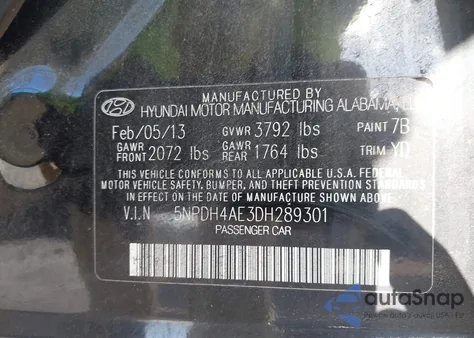 MANUFACTURED BY
HYUNDAI MOTOR MANUFACTURING ALABAMA,
Feb/05/13 GVWR 3792 lbs PAINT 7B
GAWR FRONT 2072 lbs GAWR REAR 1764 lbs TRIM YD
THIS VEHICLE CONFORMS TO ALL APPLICABLE U.S.A FEDERAL
MOTOR VEHICLE SAFETY, BUMPER, AND THEFT PREVENTION STANDARDS
IN EFFECT ON THE DATE OF MANUFACTURE SHOWN ABOVE.
V.I.N 5NPDH4AE3DH289301
PASSENGER CAR
autaSnap